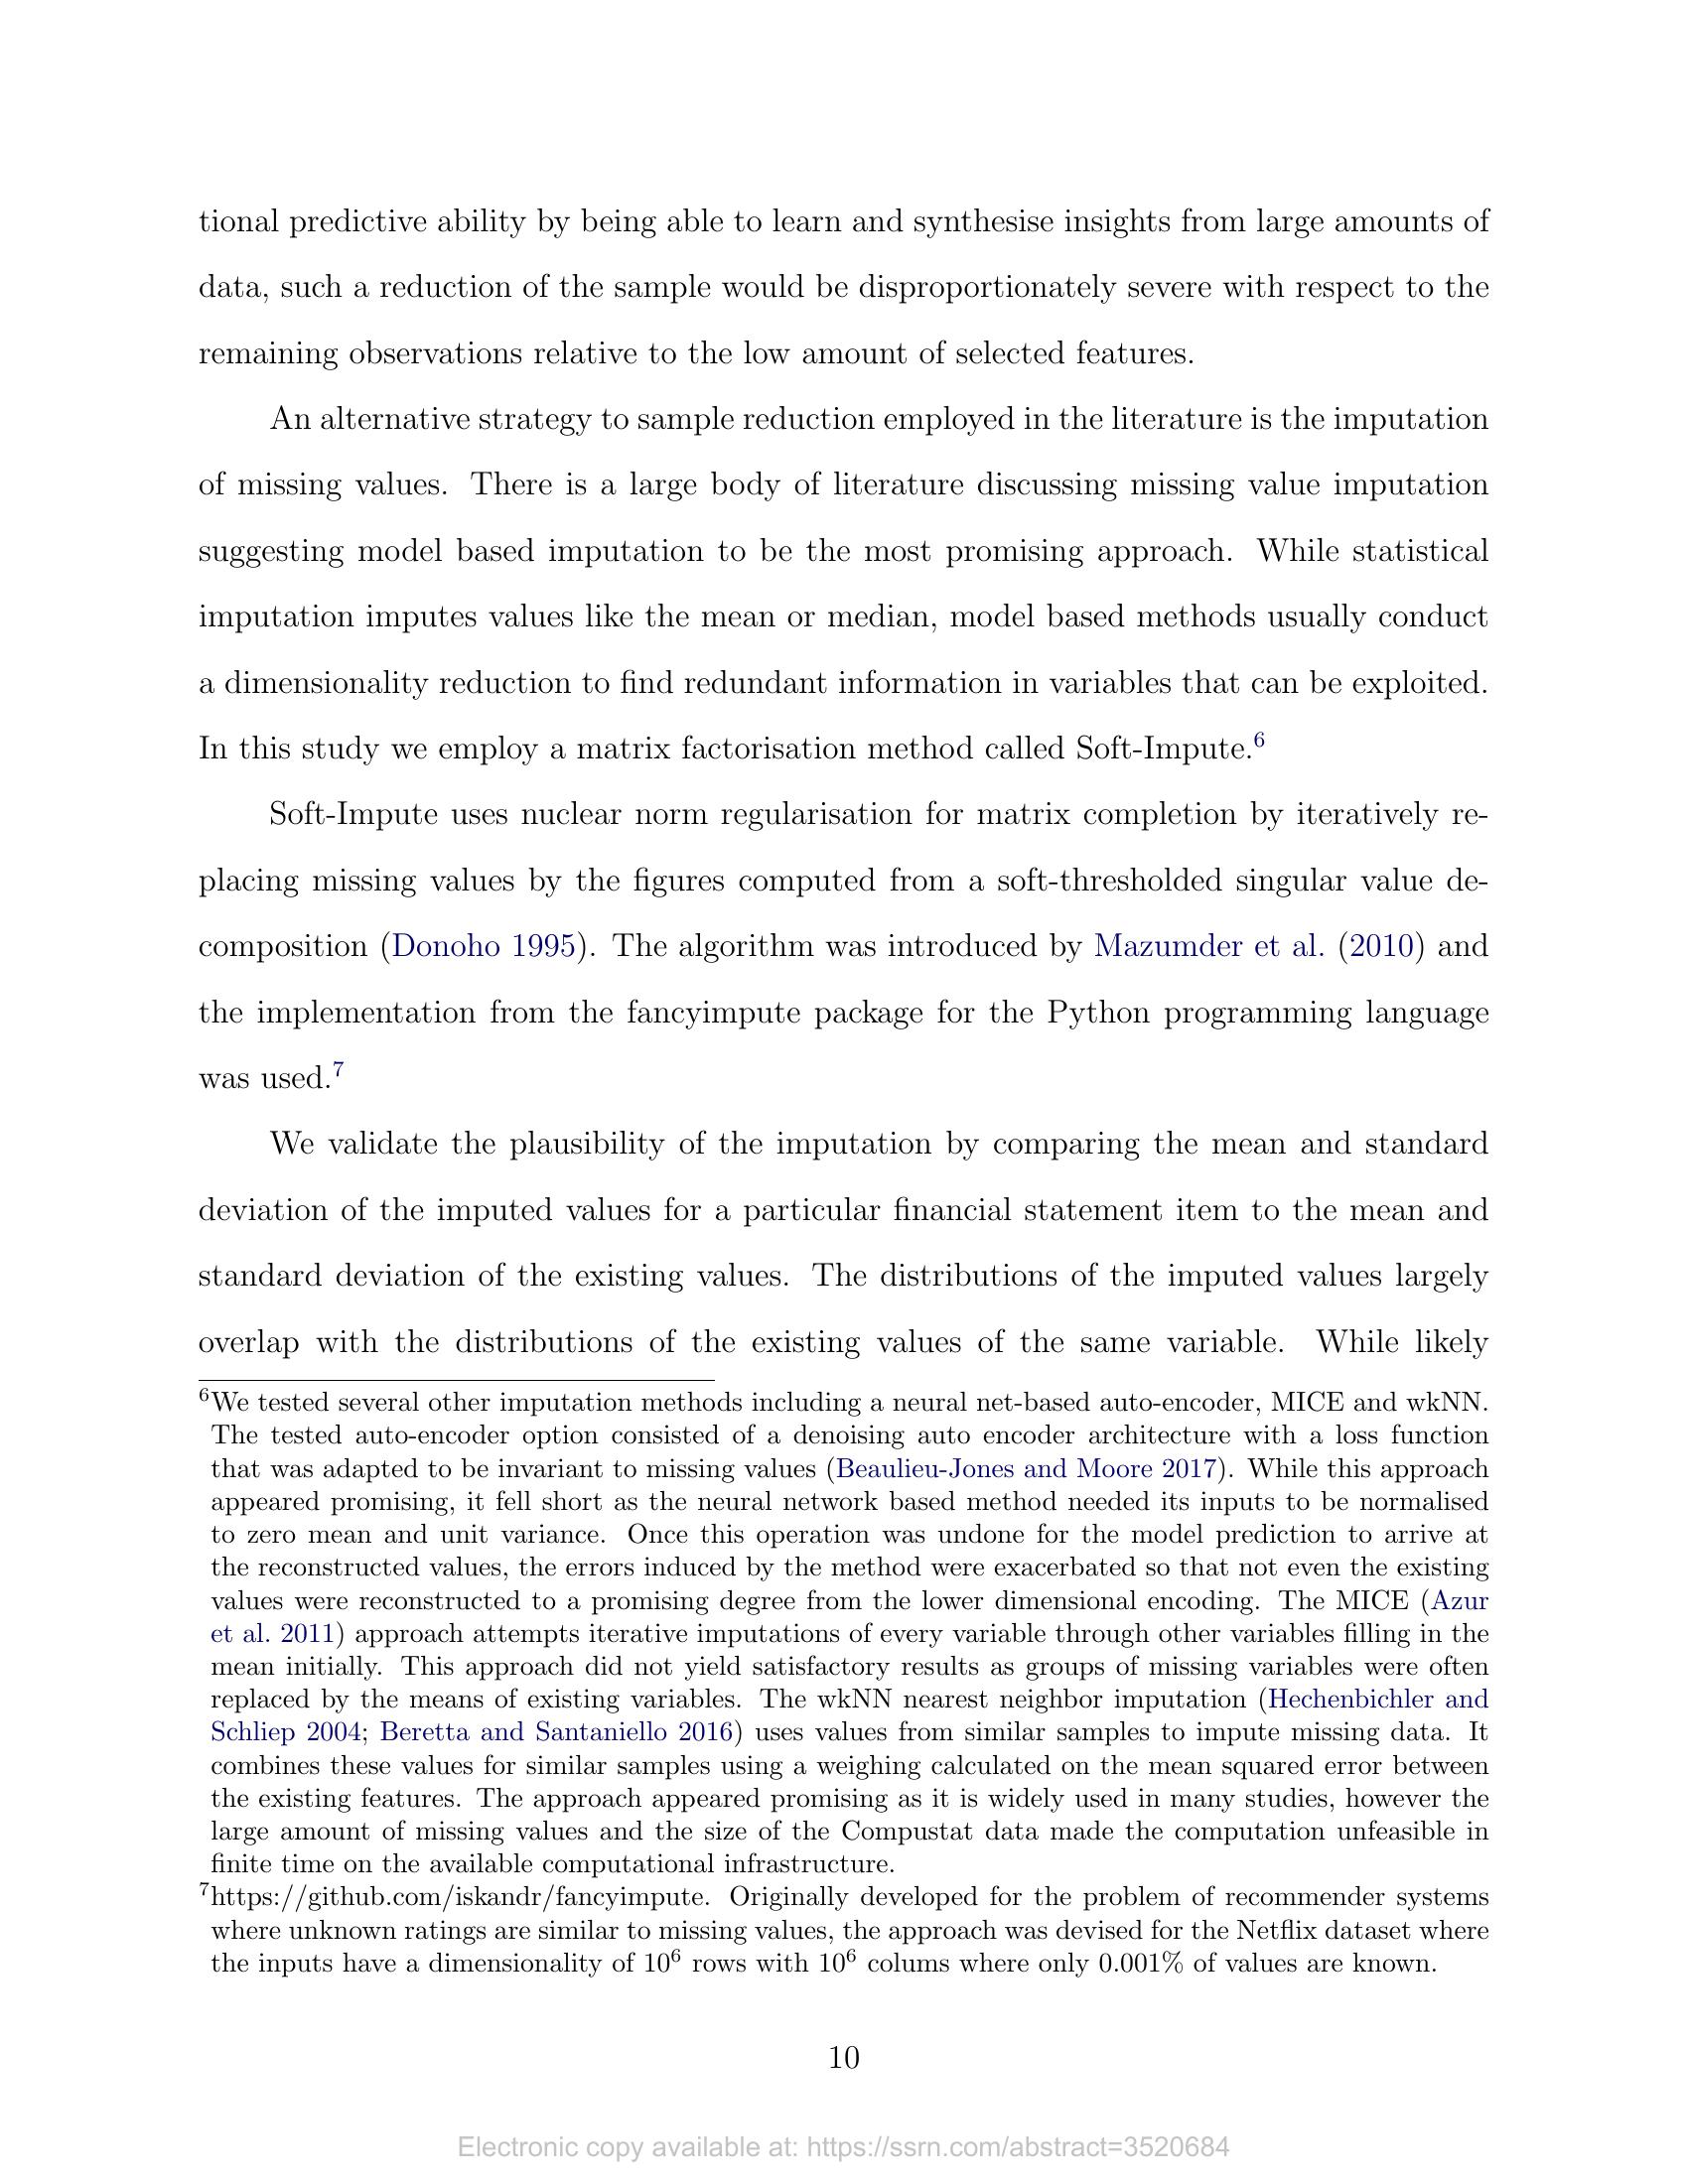 tional predictive ability by being able to learn and synthesise insights from large amounts of
data, such a reduction of the sample would be disproportionately severe with respect to the
remaining observations relative to the low amount of selected features.
An alternative strategy to sample reduction employed in the literature is the imputation
of missing values. There is a large body of literature discussing missing value imputation
suggesting model based imputation to be the most promising approach. While statistical
imputation imputes values like the mean or median, model based methods usually conduct
a dimensionality reduction to find redundant information in variables that can be exploited.
In this study we employ a matrix factorisation method called Soft-Impute.⁶
Soft-Impute uses nuclear norm regularisation for matrix completion by iteratively re-
placing missing values by the figures computed from a soft-thresholded singular value de-
composition (Donoho 1995). The algorithm was introduced by Mazumder et al. (2010) and
the implementation from the fancyimpute package for the Python programming language
was used.⁷
We validate the plausibility of the imputation by comparing the mean and standard
deviation of the imputed values for a particular financial statement item to the mean and
standard deviation of the existing values. The distributions of the imputed values largely
overlap with the distributions of the existing values of the same variable. While likely
⁶We tested several other imputation methods including a neural net-based auto-encoder, MICE and wkNN.
The tested auto-encoder option consisted of a denoising auto encoder architecture with a loss function
that was adapted to be invariant to missing values (Beaulieu-Jones and Moore 2017). While this approach
appeared promising, it fell short as the neural network based method needed its inputs to be normalised
to zero mean and unit variance. Once this operation was undone for the model prediction to arrive at
the reconstructed values, the errors induced by the method were exacerbated so that not even the existing
values were reconstructed to a promising degree from the lower dimensional encoding. The MICE (Azur
et al. 2011) approach attempts iterative imputations of every variable through other variables filling in the
mean initially. This approach did not yield satisfactory results as groups of missing variables were often
replaced by the means of existing variables. The wkNN nearest neighbor imputation (Hechenbichler and
Schliep 2004; Beretta and Santaniello 2016) uses values from similar samples to impute missing data. It
combines these values for similar samples using a weighing calculated on the mean squared error between
the existing features. The approach appeared promising as it is widely used in many studies, however the
large amount of missing values and the size of the Compustat data made the computation unfeasible in
finite time on the available computational infrastructure.
⁷https://github.com/iskandr/fancyimpute. Originally developed for the problem of recommender systems
where unknown ratings are similar to missing values, the approach was devised for the Netflix dataset where
the inputs have a dimensionality of 10⁶ rows with 10⁶ colums where only 0.001% of values are known.
10
Electronic copy available at: https://ssrn.com/abstract=3520684